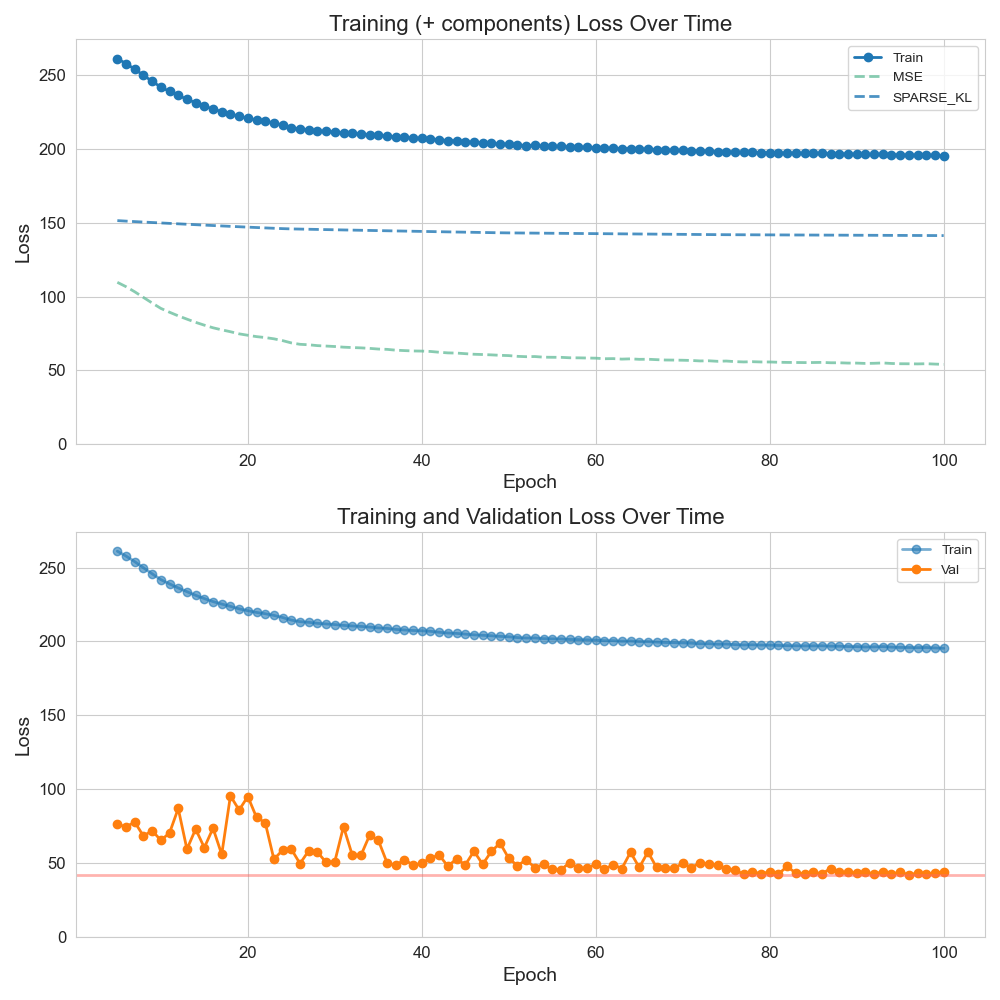 Training (+ components) Loss Over Time
Train
MSE
SPARSE_KL
250
200
150
100
50
0
Loss
20 40 60 80 100
Epoch
Training and Validation Loss Over Time
Train
Val
250
200
150
100
50
0
Loss
20 40 60 80 100
Epoch